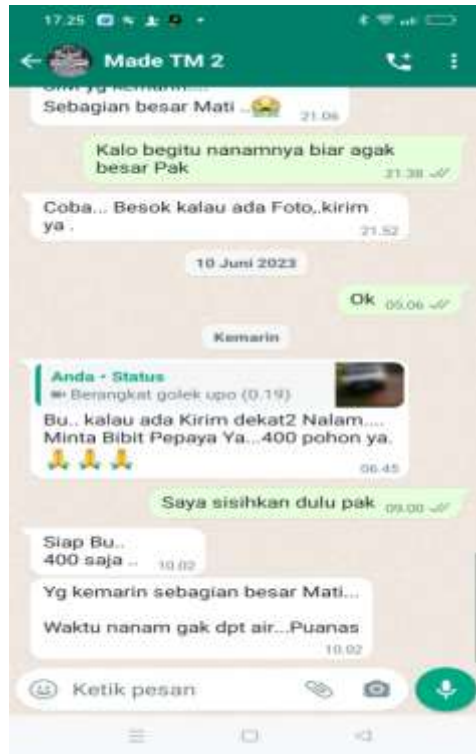 17.25
Made TM 2
yg kemarin....
Sebagian besar Mati ..😭
21.06
Kalo begitu nanamnya biar agak
besar Pak
21.38
Coba... Besok kalau ada Foto,.kirim
ya .
21.52
10 Juni 2023
Ok 05.06
Kemarin
Anda • Status
Berangkat golek upo (0.19)
Bu.. kalau ada Kirim dekat2 Nalam....
Minta Bibit Pepaya Ya...400 pohon ya.
🙏🙏🙏
06.45
Saya sisihkan dulu pak 09.00
Siap Bu..
400 saja .. 10.02
Yg kemarin sebagian besar Mati...
Waktu nanam gak dpt air...Puanas
10.02
Ketik pesan